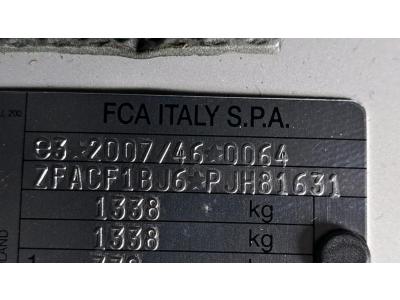 FCA ITALY S.P.A.
e3*2007/46*0064
ZFACF1BJ6*PJH81631
1338 kg
1338 kg